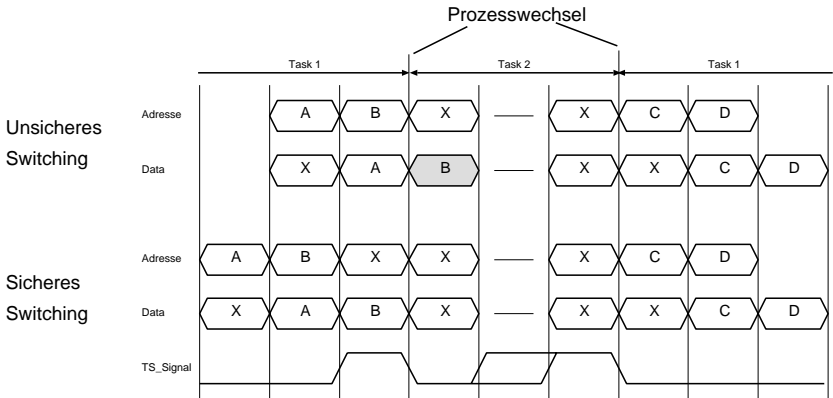 Prozesswechsel
Task 1 Task 2 Task 1
Unsicheres
Switching
Adresse A B X X C D
Data X A B X X C D
Sicheres
Switching
Adresse A B X X X C D
Data X A B X X X C D
TS_Signal